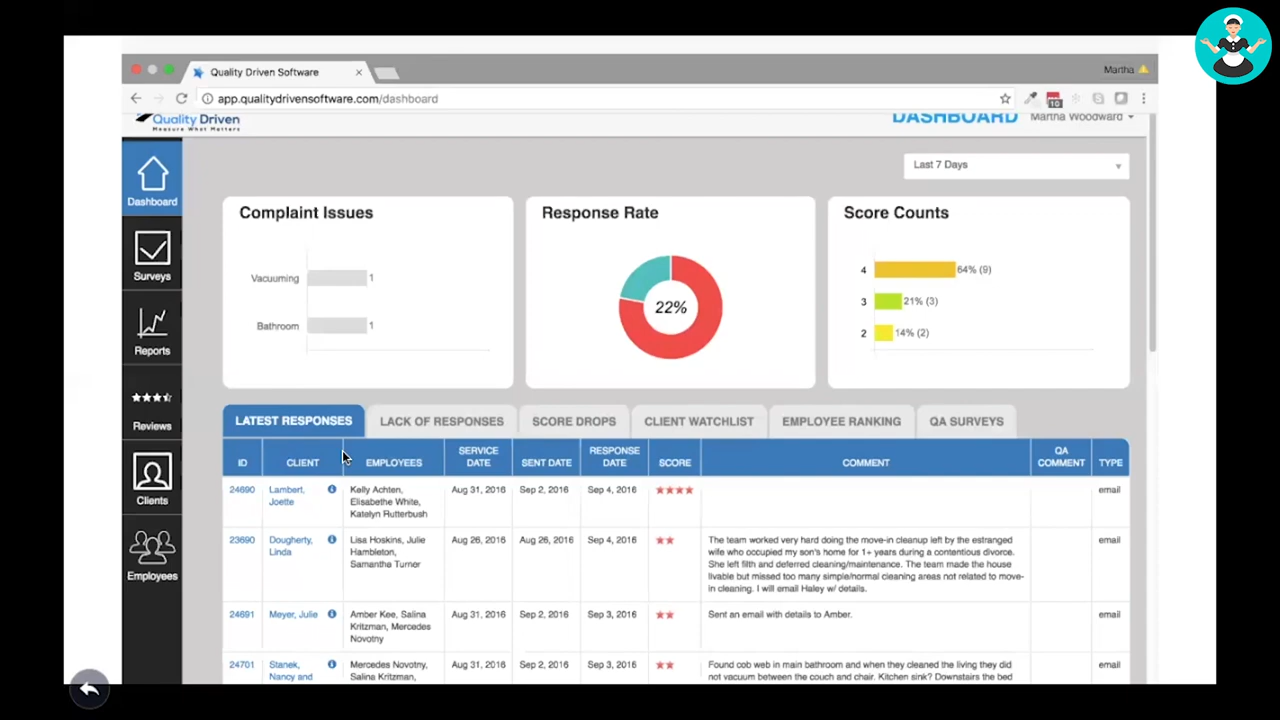 Quality Driven Software
Martha
app.qualitydrivensoftware.com/dashboard
10
Quality Driven
Measure What Matters
DASHBOARD
Martha Woodward
Last 7 Days
Dashboard
Surveys
Reports
Reviews
Clients
Employees
Complaint Issues
Vacuuming 1
Bathroom 1
Response Rate
22%
Score Counts
4 64% (9)
3 21% (3)
2 14% (2)
LATEST RESPONSES LACK OF RESPONSES SCORE DROPS CLIENT WATCHLIST EMPLOYEE RANKING QA SURVEYS
ID CLIENT EMPLOYEES SERVICE DATE SENT DATE RESPONSE DATE SCORE COMMENT QA COMMENT TYPE
24690 Lambert, Joette Kelly Achten, Elisabethe White, Katelyn Rutterbush Aug 31, 2016 Sep 2, 2016 Sep 4, 2016 email
23690 Dougherty, Linda Lisa Hoskins, Julie Hambleton, Samantha Turner Aug 26, 2016 Aug 26, 2016 Sep 4, 2016
The team worked very hard doing the move-in cleanup left by the estranged
wife who occupied my son's home for 1+ years during a contentious divorce.
She left filth and deferred cleaning/maintenance. The team made the house
livable but missed too many simple/normal cleaning areas not related to move-
in cleaning. I will email Haley w/ details.
email
24691 Meyer, Julie Amber Kee, Salina Kritzman, Mercedes Novotny Aug 31, 2016 Sep 2, 2016 Sep 3, 2016 Sent an email with details to Amber. email
24701 Stanek, Nancy and Mercedes Novotny, Salina Kritzman, Aug 31, 2016 Sep 2, 2016 Sep 3, 2016
Found cob web in main bathroom and when they cleaned the living they did
not vacuum between the couch and chair. Kitchen sink? Downstairs the bed
email